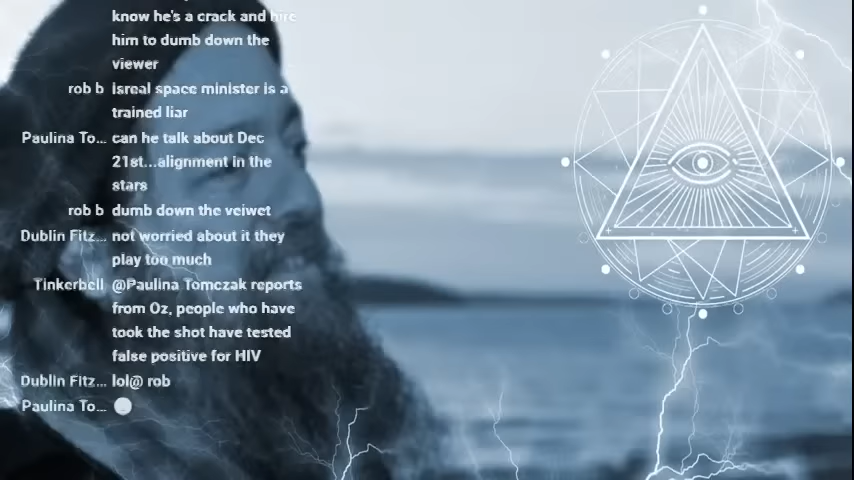 know he's a crack and hire
him to dumb down the
viewer
rob b isreal space minister is a
trained liar
Paulina To... can he talk about Dec
21st...alignment in the
stars
rob b dumb down the veiwet
Dublin Fitz... not worried about it they
play too much
Tinkerbell @Paulina Tomczak reports
from Oz, people who have
took the shot have tested
false positive for HIV
Dublin Fitz... lol@ rob
Paulina To...